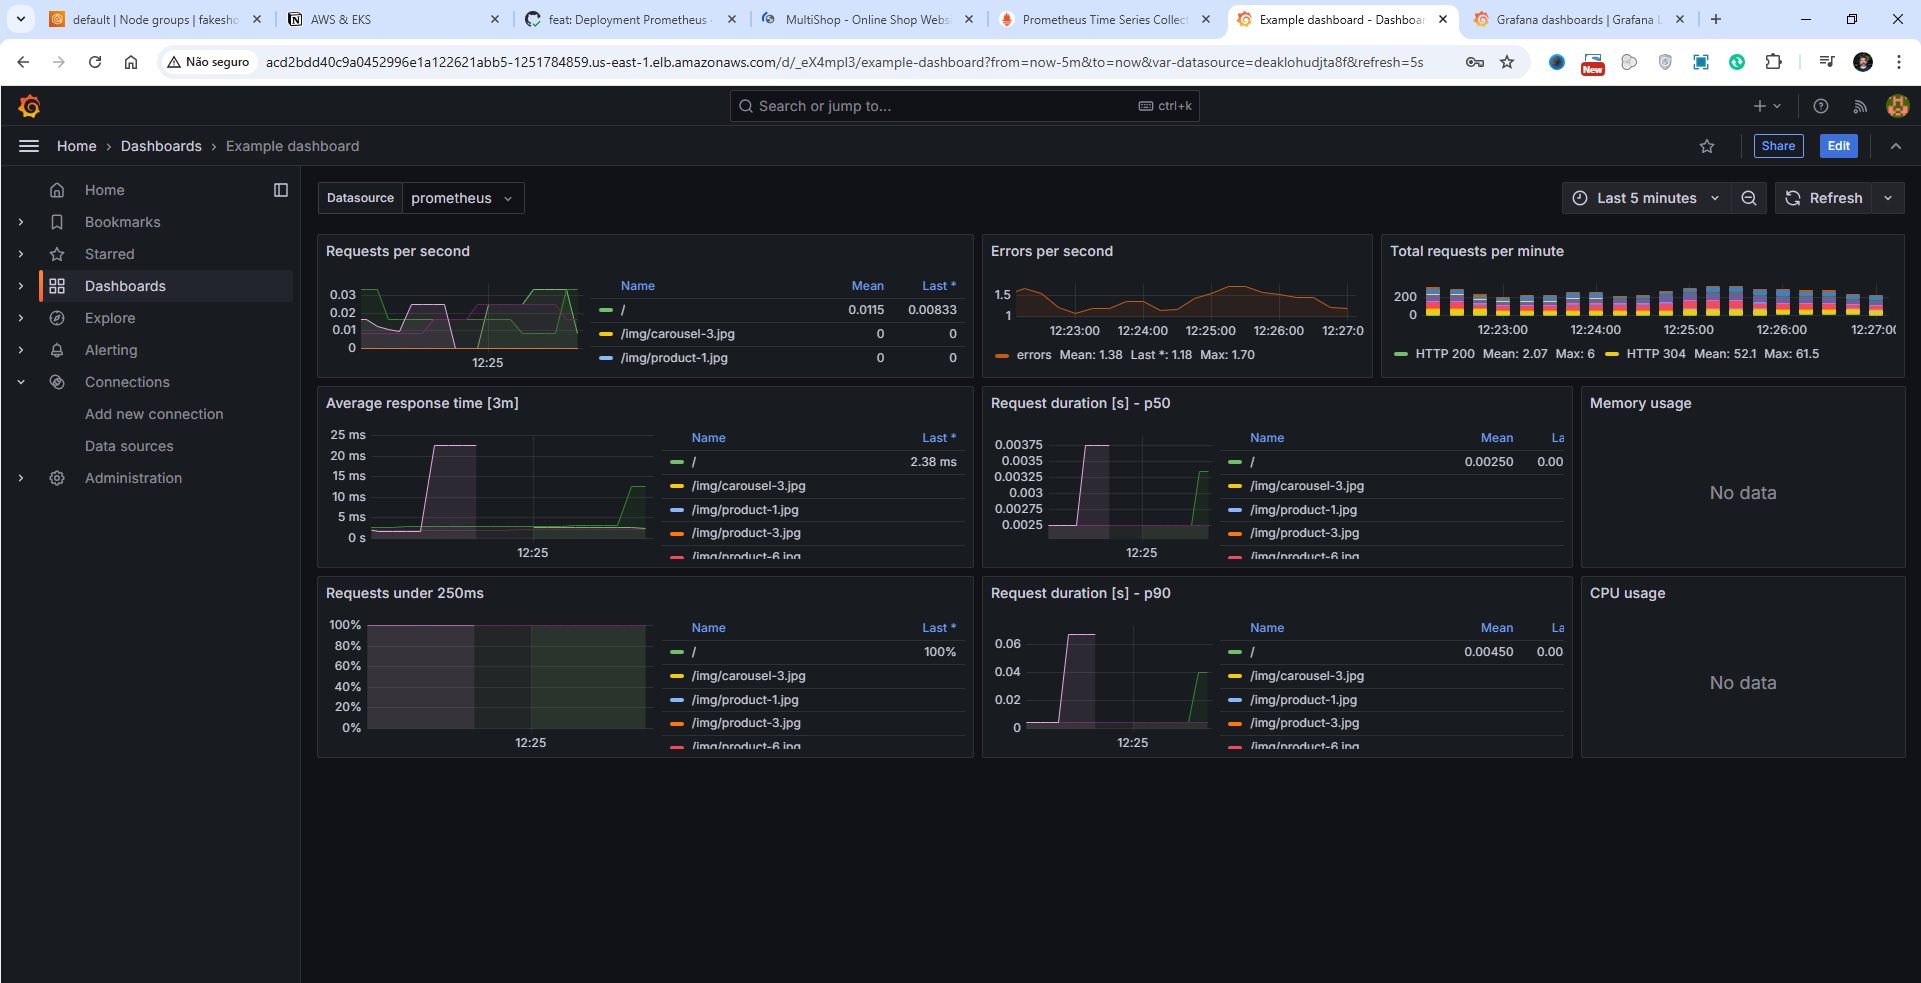 default | Node groups | fakesho
AWS & EKS
feat: Deployment Prometheus ·
MultiShop - Online Shop Webs
Prometheus Time Series Collect
Example dashboard - Dashboar
Grafana dashboards | Grafana L
Não seguro
acd2bdd40c9a0452996e1a122621abb5-1251784859.us-east-1.elb.amazonaws.com/d/_eX4mpl3/example-dashboard?from=now-5m&to=now&var-datasource=deaklohudjta8f&refresh=5s
New
Search or jump to...
ctrl+k
Home › Dashboards › Example dashboard
Share
Edit
Home
Bookmarks
Starred
Dashboards
Explore
Alerting
Connections
Add new connection
Data sources
Administration
Datasource
prometheus
Last 5 minutes
Refresh
Requests per second
0.03
0.02
0.01
0
12:25
Name Mean Last *
/ 0.0115 0.00833
/img/carousel-3.jpg 0 0
/img/product-1.jpg 0 0
Errors per second
1.5
1
12:23:00 12:24:00 12:25:00 12:26:00 12:27:0
errors Mean: 1.38 Last *: 1.18 Max: 1.70
Total requests per minute
200
0
12:23:00 12:24:00 12:25:00 12:26:00 12:27:00
HTTP 200 Mean: 2.07 Max: 6 HTTP 304 Mean: 52.1 Max: 61.5
Average response time [3m]
25 ms
20 ms
15 ms
10 ms
5 ms
0 s
12:25
Name Last *
/ 2.38 ms
/img/carousel-3.jpg
/img/product-1.jpg
/img/product-3.jpg
/img/product-6.jpg
Request duration [s] - p50
0.00375
0.0035
0.00325
0.003
0.00275
0.0025
12:25
Name Mean La
/ 0.00250 0.00
/img/carousel-3.jpg
/img/product-1.jpg
/img/product-3.jpg
/img/product-6.jpg
Memory usage
No data
Requests under 250ms
100%
80%
60%
40%
20%
0%
12:25
Name Last *
/ 100%
/img/carousel-3.jpg
/img/product-1.jpg
/img/product-3.jpg
/img/product-6.jpg
Request duration [s] - p90
0.06
0.04
0.02
0
12:25
Name Mean La
/ 0.00450 0.00
/img/carousel-3.jpg
/img/product-1.jpg
/img/product-3.jpg
/img/product-6.jpg
CPU usage
No data